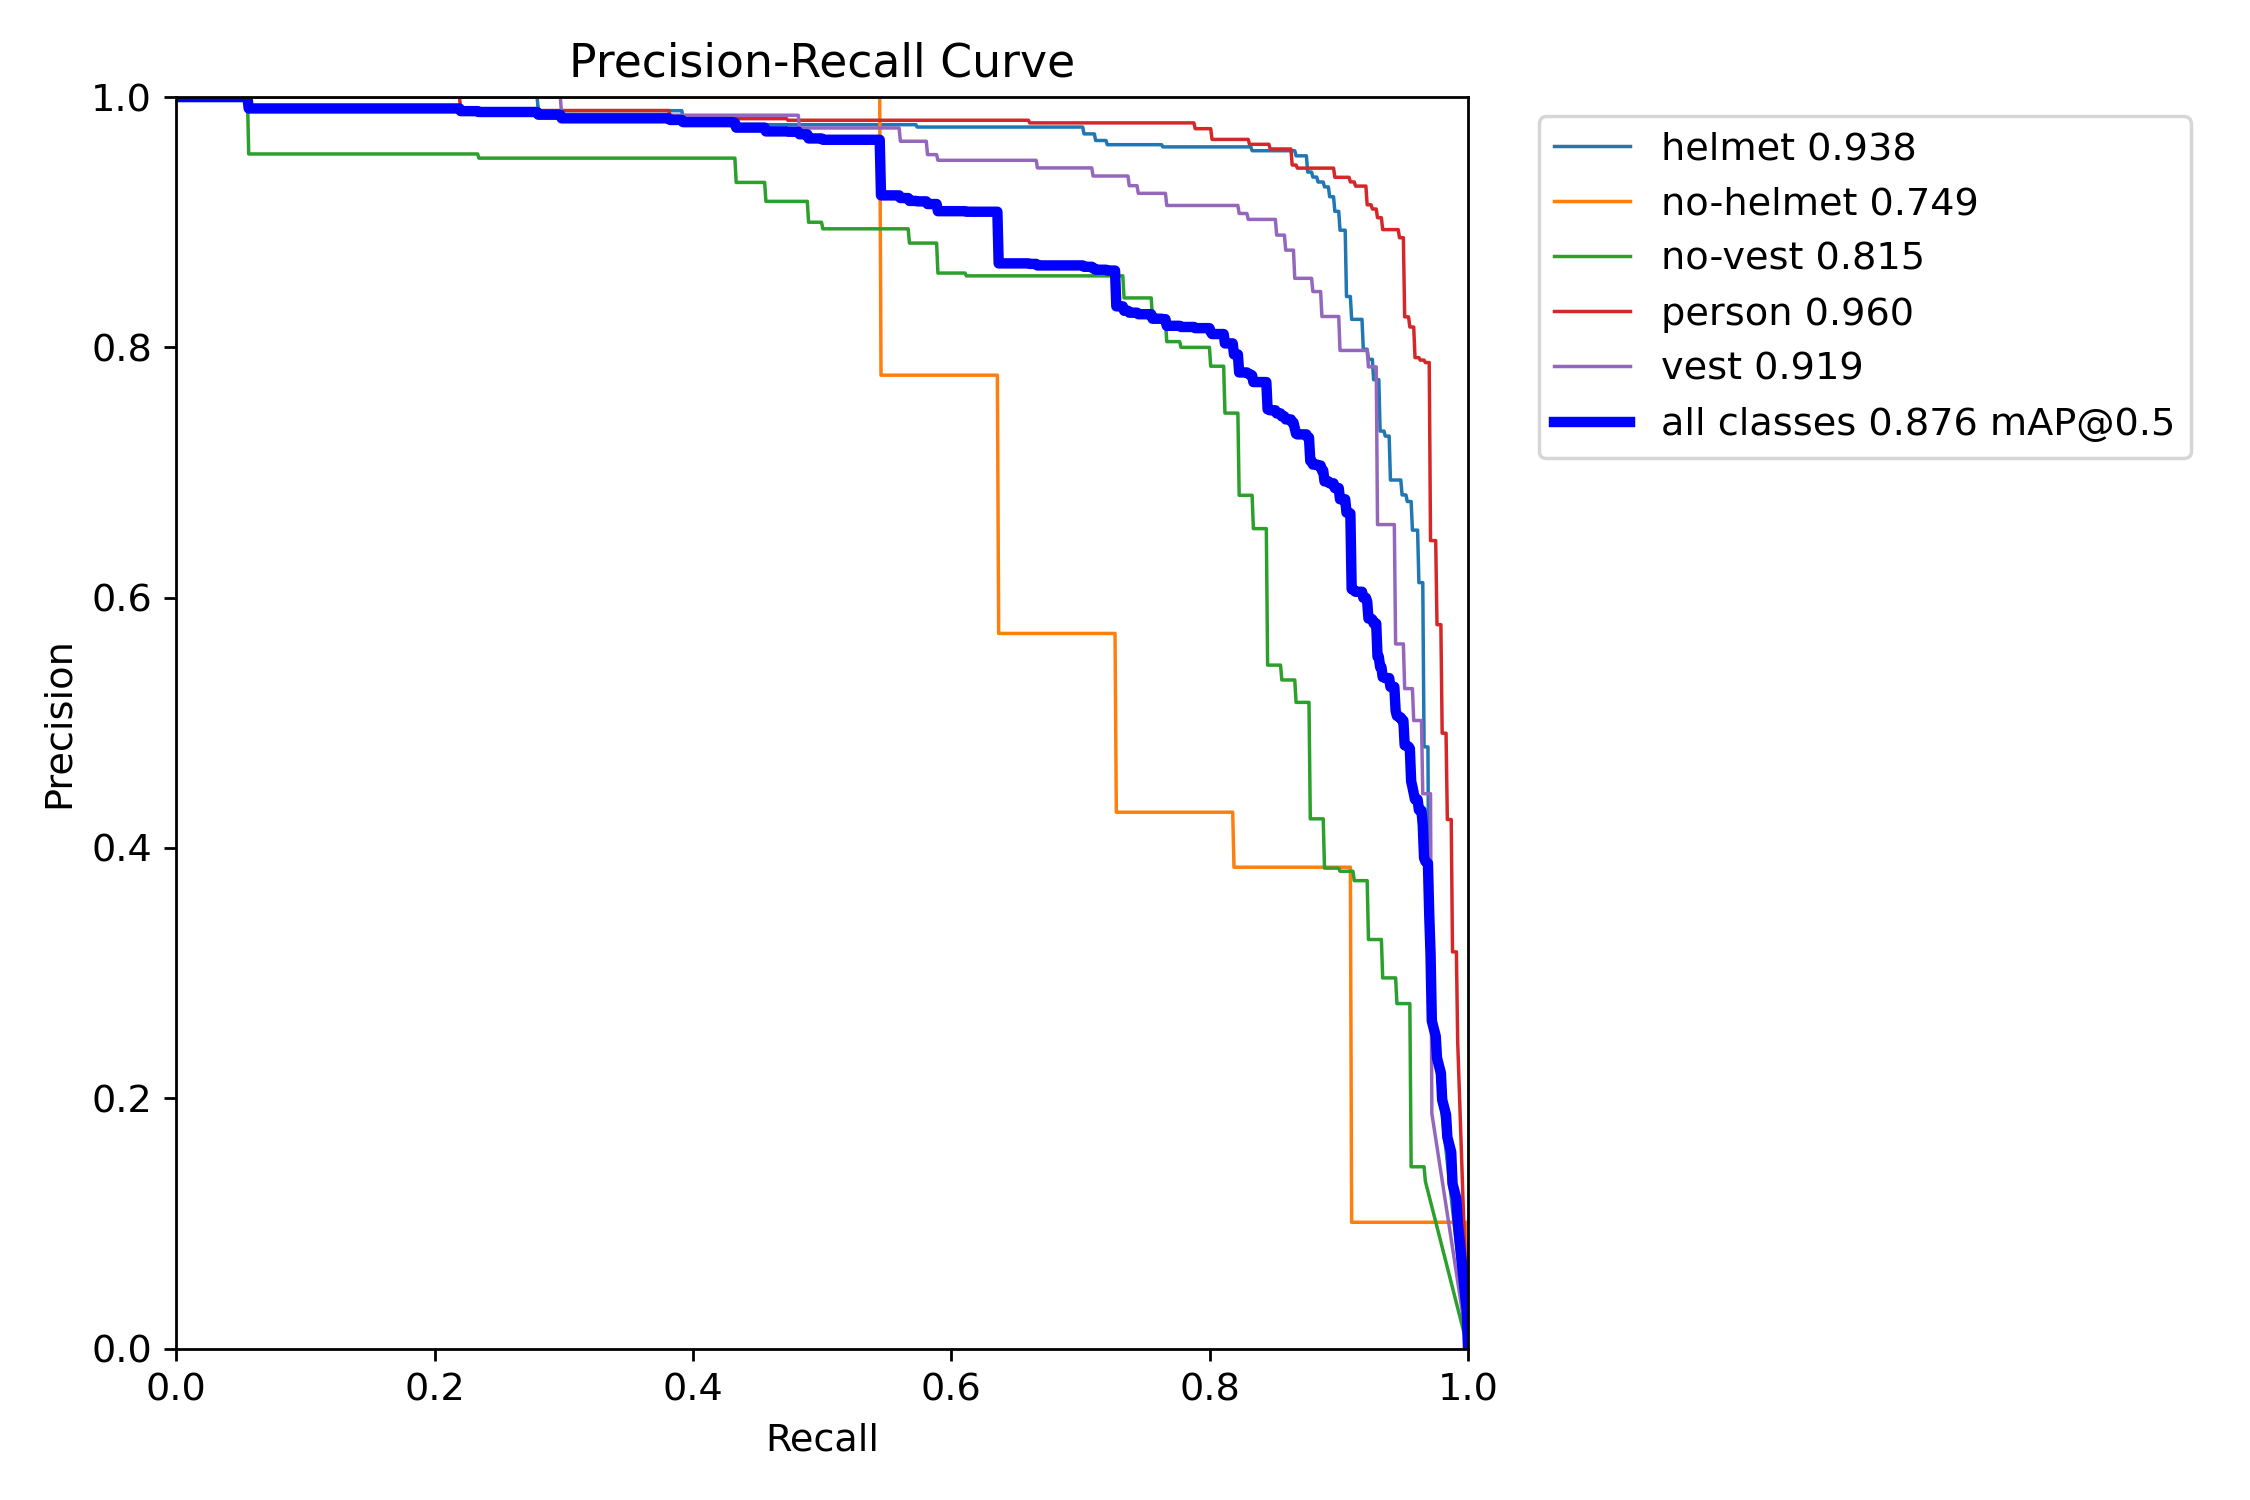 Precision-Recall Curve
1.0
0.8
0.6
0.4
0.2
0.0
Precision
0.0 0.2 0.4 0.6 0.8 1.0
Recall
helmet 0.938
no-helmet 0.749
no-vest 0.815
person 0.960
vest 0.919
all classes 0.876 mAP@0.5